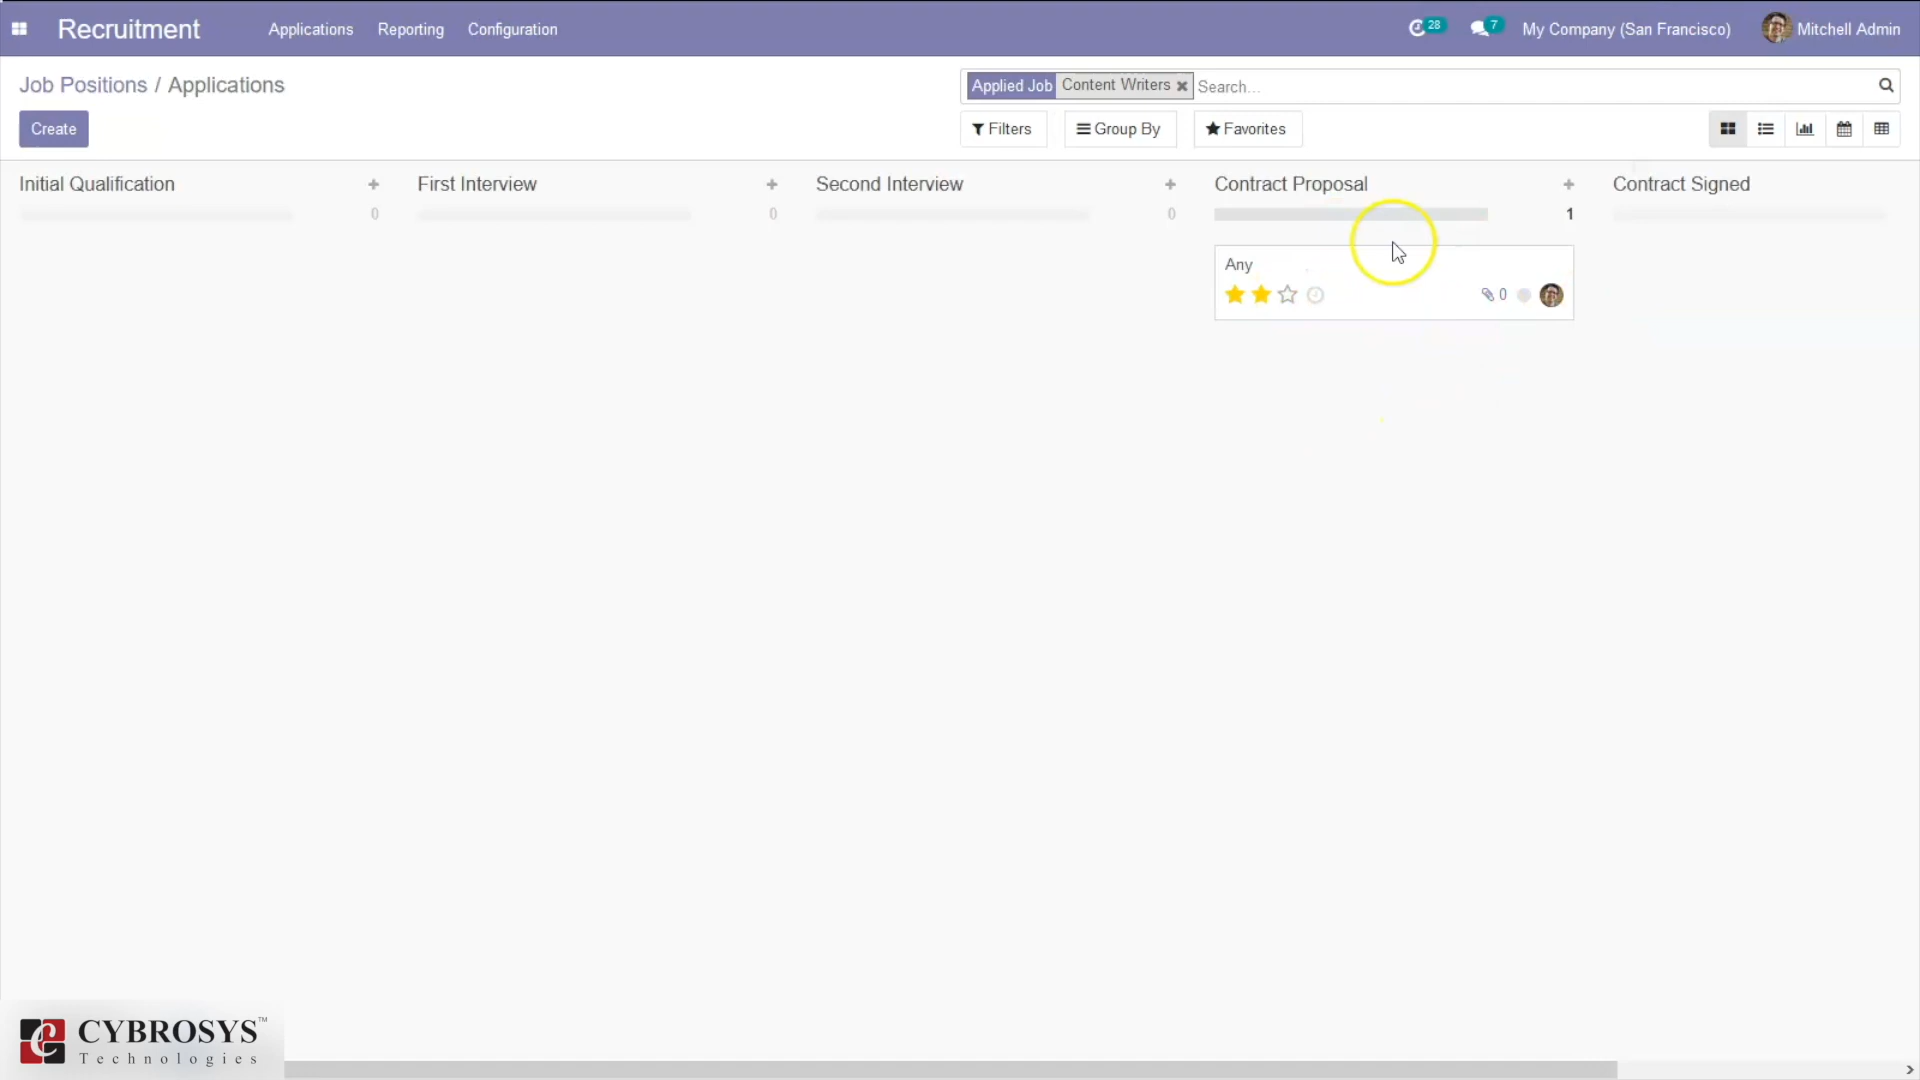 Recruitment Applications Reporting Configuration 28 7 My Company (San Francisco) Mitchell Admin
Job Positions / Applications
Applied Job Content Writers Search...
Create
Filters Group By Favorites
Initial Qualification
0
First Interview
0
Second Interview
0
Contract Proposal
1
Any
0
Contract Signed
CYBROSYS™
Technologies